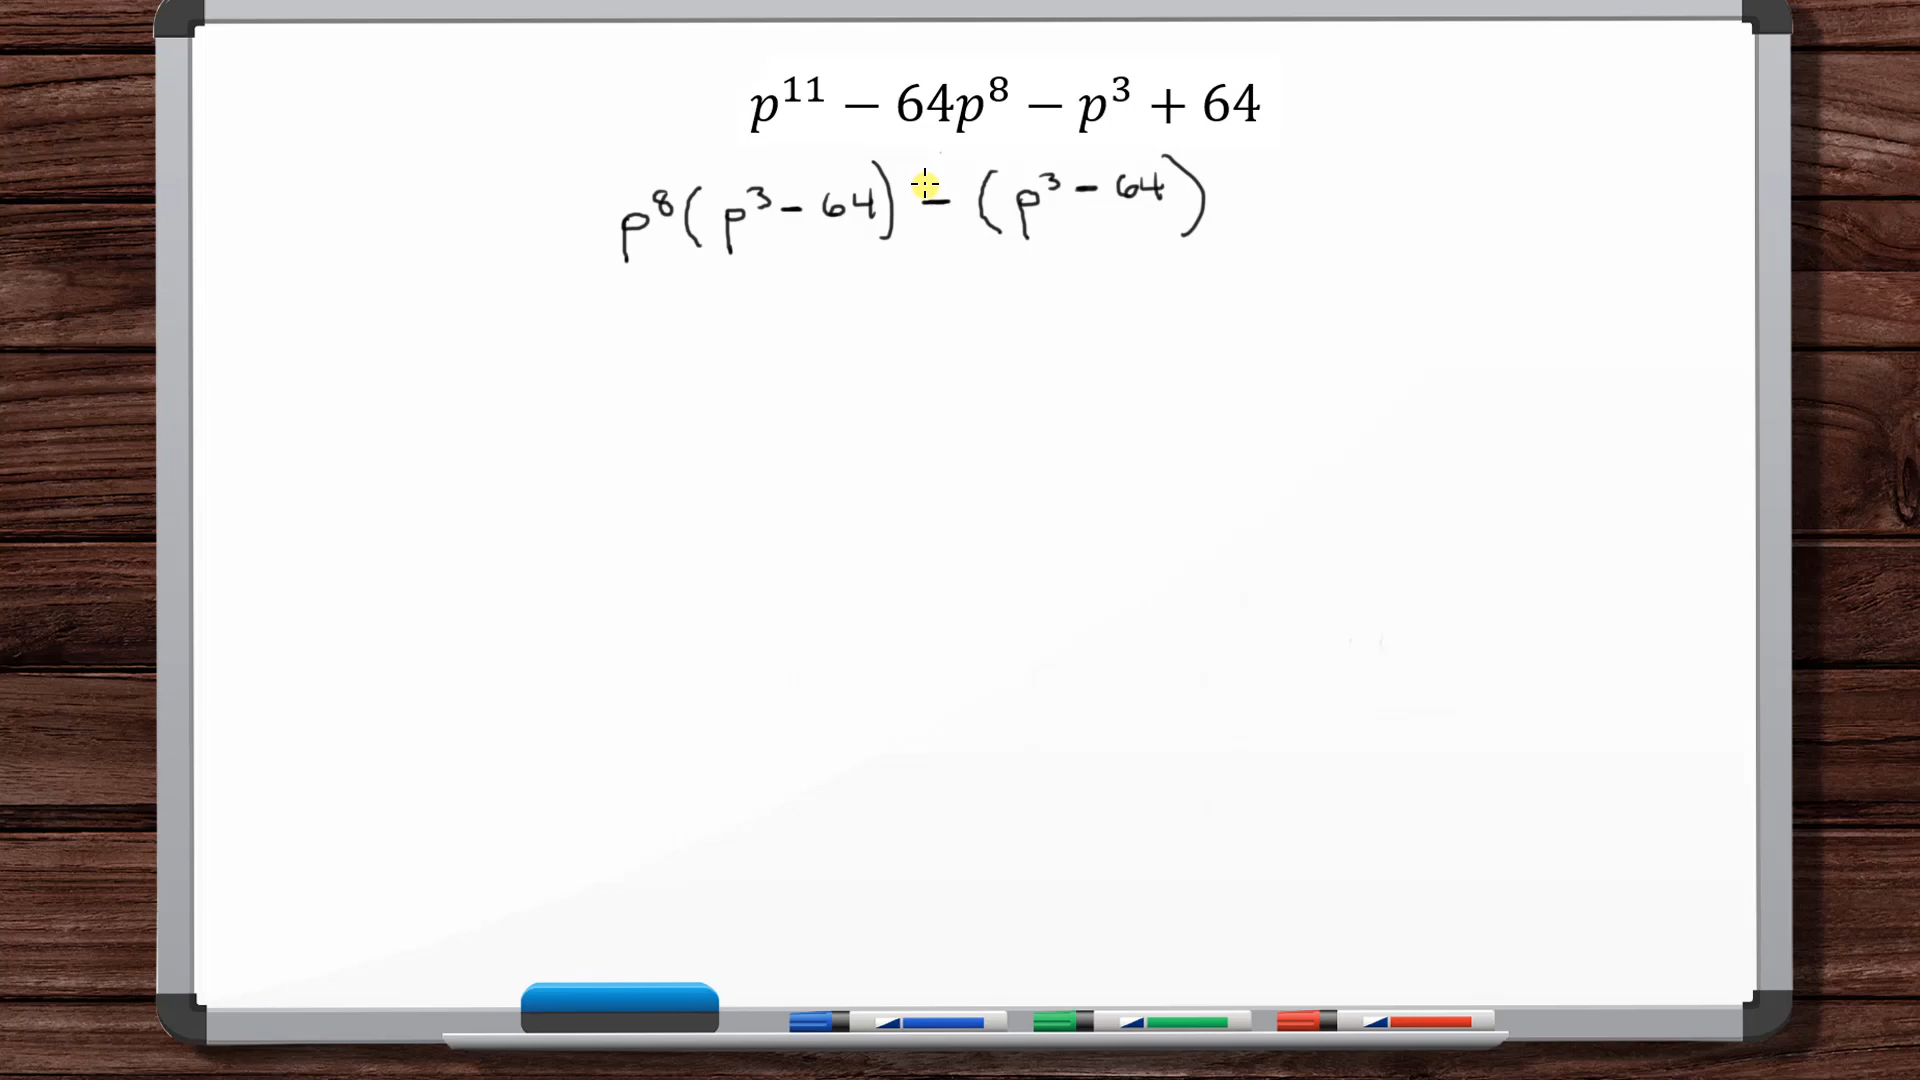 p¹¹ − 64p⁸ − p³ + 64
p⁸(p³ − 64) − (p³ − 64)